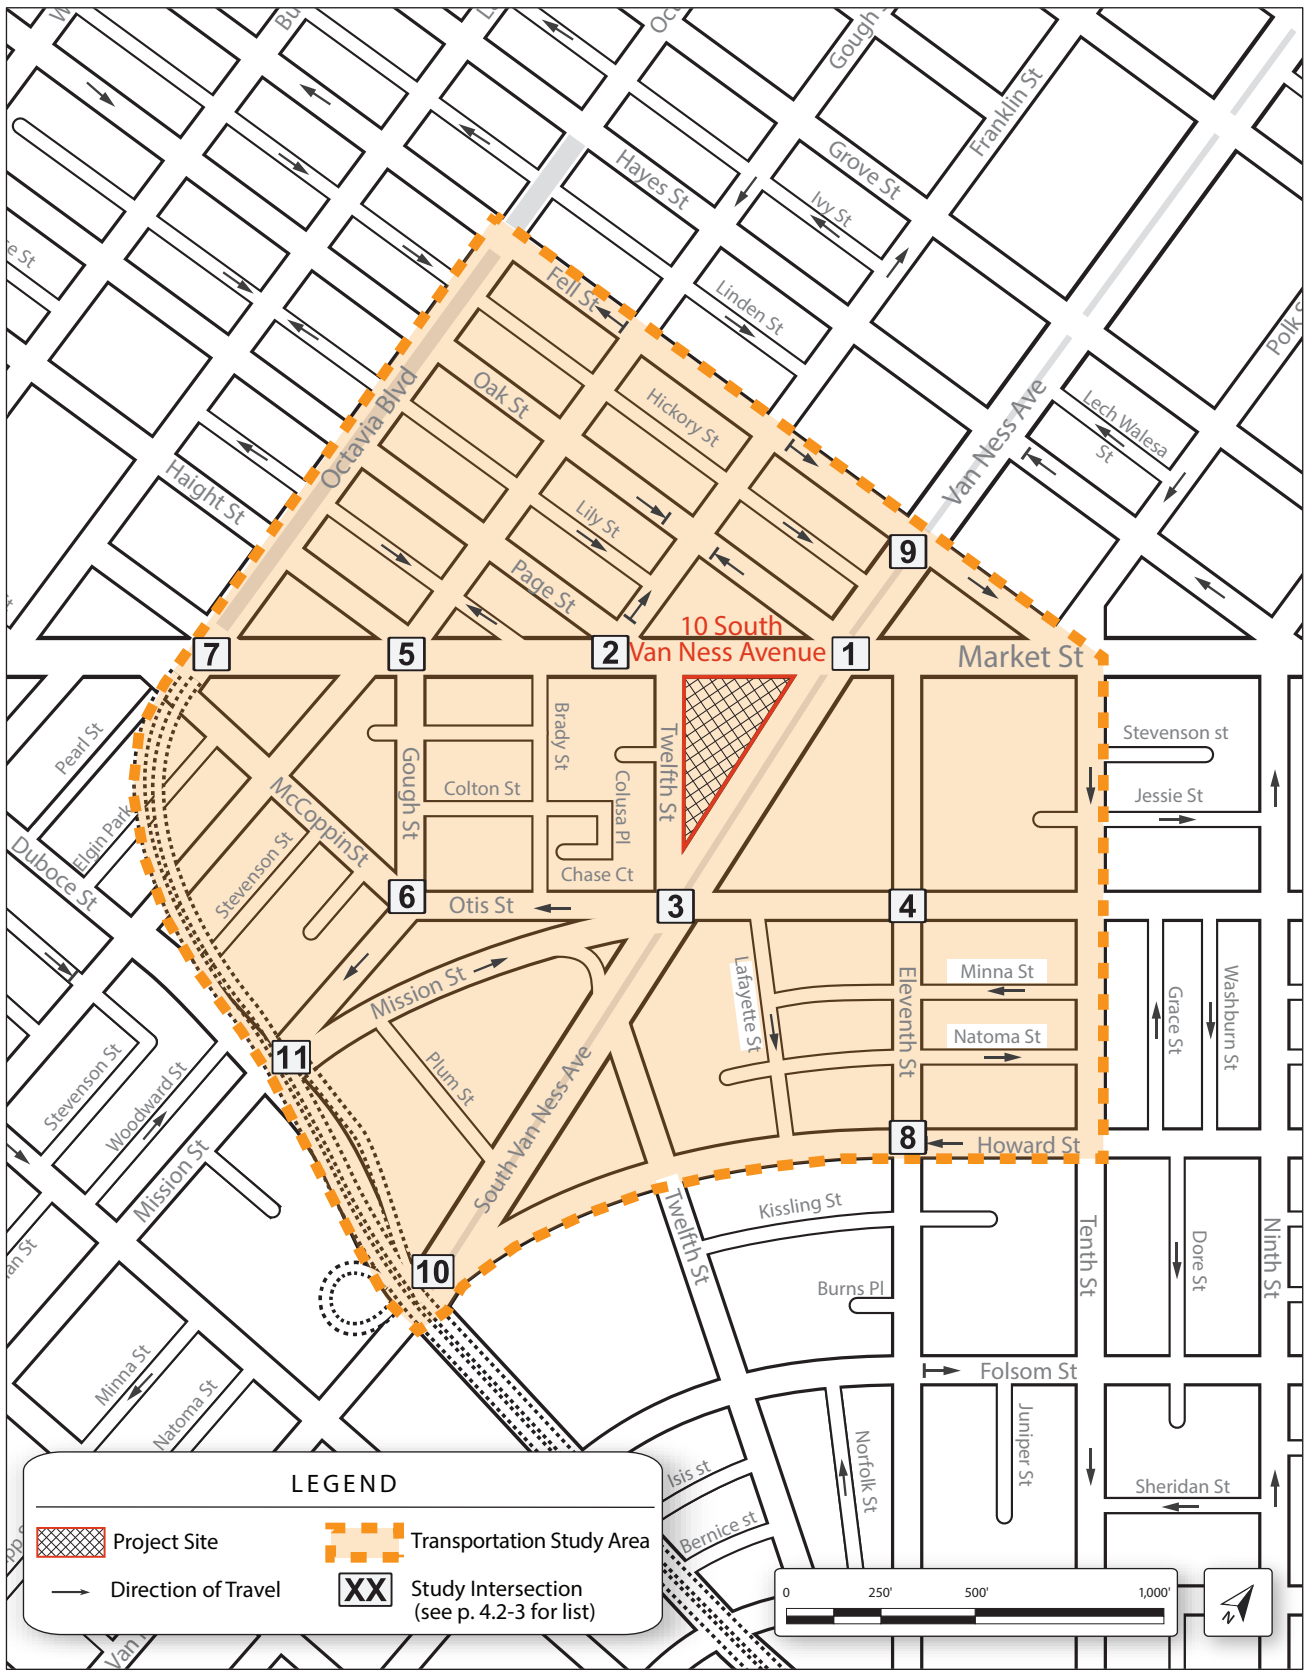 Gough
Franklin St
Hayes St
Grove St
Ivy St
Fell St
Linden St
Polk
Octavia Blvd
Oak St
Hickory St
Van Ness Ave
Lech Walesa
St
Haight St
Lily St
Page St
9
10 South
Van Ness Avenue
7
5
2
1
Market St
Pearl St
Brady St
Twelfth St
Stevenson st
McCoppinSt
Gough St
Colton St
Colusa Pl
Jessie St
Elgin Park
Duboce St
Stevenson St
Chase Ct
6
Otis St
3
4
Mission St
Lafayette St
Eleventh St
Minna St
Natoma St
Grace St
Washburn St
11
Plum St
Stevenson St
Woodward St
Mission St
South Van Ness Ave
8
Howard St
Kissling St
Twelfth St
Tenth St
Dore St
Ninth St
10
Burns Pl
Minna St
Natoma St
Folsom St
Juniper St
Norfolk St
Isis st
Bernice st
Sheridan St
LEGEND
Project Site
Transportation Study Area
Direction of Travel
XX
Study Intersection
(see p. 4.2-3 for list)
0 250' 500' 1,000'
N